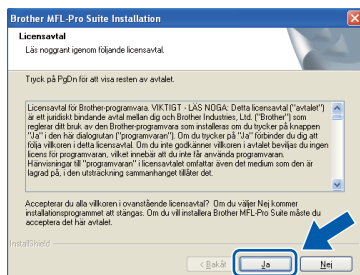 Brother MFL-Pro Suite Installation
Licensavtal
Läs noggrant igenom följande licensavtal.
Tryck på PgDn för att visa resten av avtalet.
Licensavtal för Brother-programvara. VIKTIGT - LÄS NOGA: Detta licensavtal ("avtalet")
är ett juridiskt bindande avtal mellan dig och Brother Industries, Ltd. ("Brother") som
reglerar ditt bruk av den Brother-programvara som installeras om du trycker på knappen
"Ja" i den här dialogrutan ("programvaran"). Om du trycker på "Ja" förbinder du dig att
följa villkoren i detta licensavtal. Om du inte godkänner villkoren i avtalet beviljas du ingen
licens för programvaran, vilket innebär att du inte får använda programvaran.
Hänvisningar till "programvaran" i licensavtalet omfattar även det medium som den är
lagrad på, i den utsträckning sammanhanget tillåter det.
Accepterar du alla villkoren i ovanstående licensavtal? Om du väljer Nej kommer
installationsprogrammet att stängas. Om du vill installera Brother MFL-Pro Suite måste du
acceptera det här avtalet.
InstallShield
< Bakåt
Ja
Nej